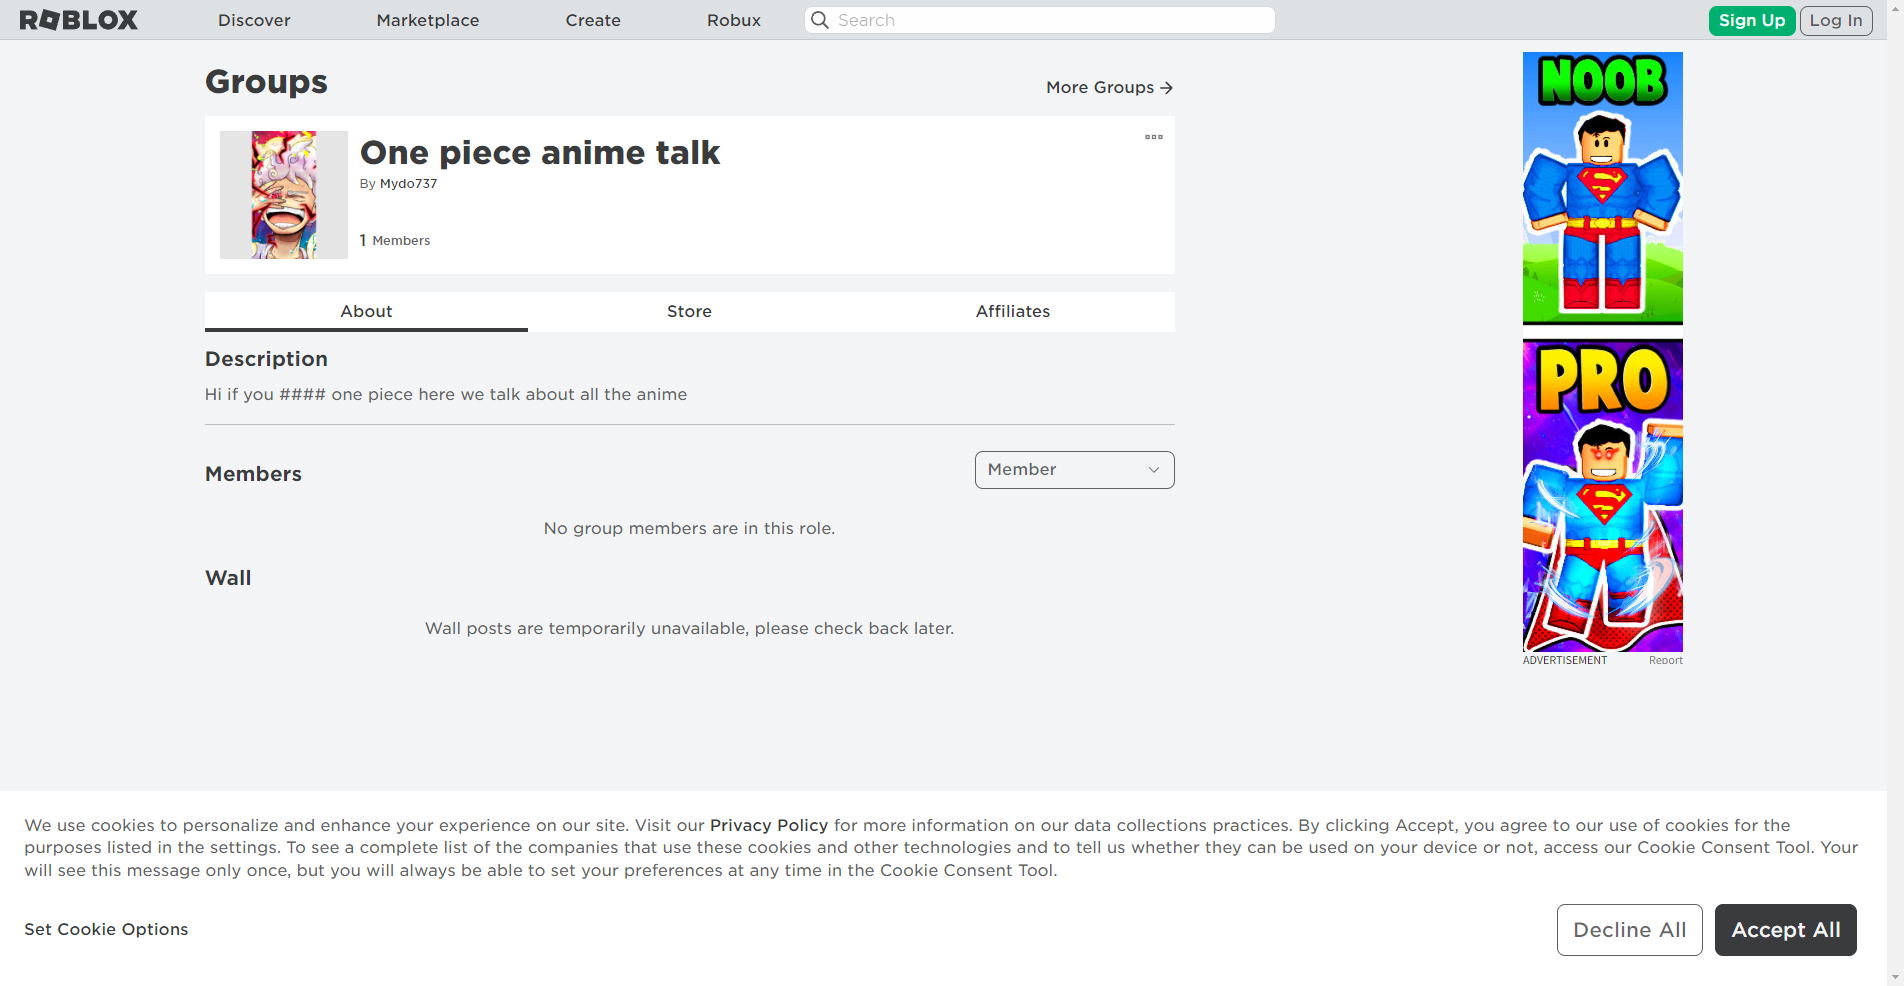 ROBLOX
Discover
Marketplace
Create
Robux
Search
Sign Up
Log In
Groups
More Groups
One piece anime talk
By Mydo737
1 Members
About
Store
Affiliates
Description
Hi if you #### one piece here we talk about all the anime
Members
Member
No group members are in this role.
Wall
Wall posts are temporarily unavailable, please check back later.
NOOB
PRO
ADVERTISEMENT
Report
We use cookies to personalize and enhance your experience on our site. Visit our Privacy Policy for more information on our data collections practices. By clicking Accept, you agree to our use of cookies for the
purposes listed in the settings. To see a complete list of the companies that use these cookies and other technologies and to tell us whether they can be used on your device or not, access our Cookie Consent Tool. Your
will see this message only once, but you will always be able to set your preferences at any time in the Cookie Consent Tool.
Set Cookie Options
Decline All
Accept All